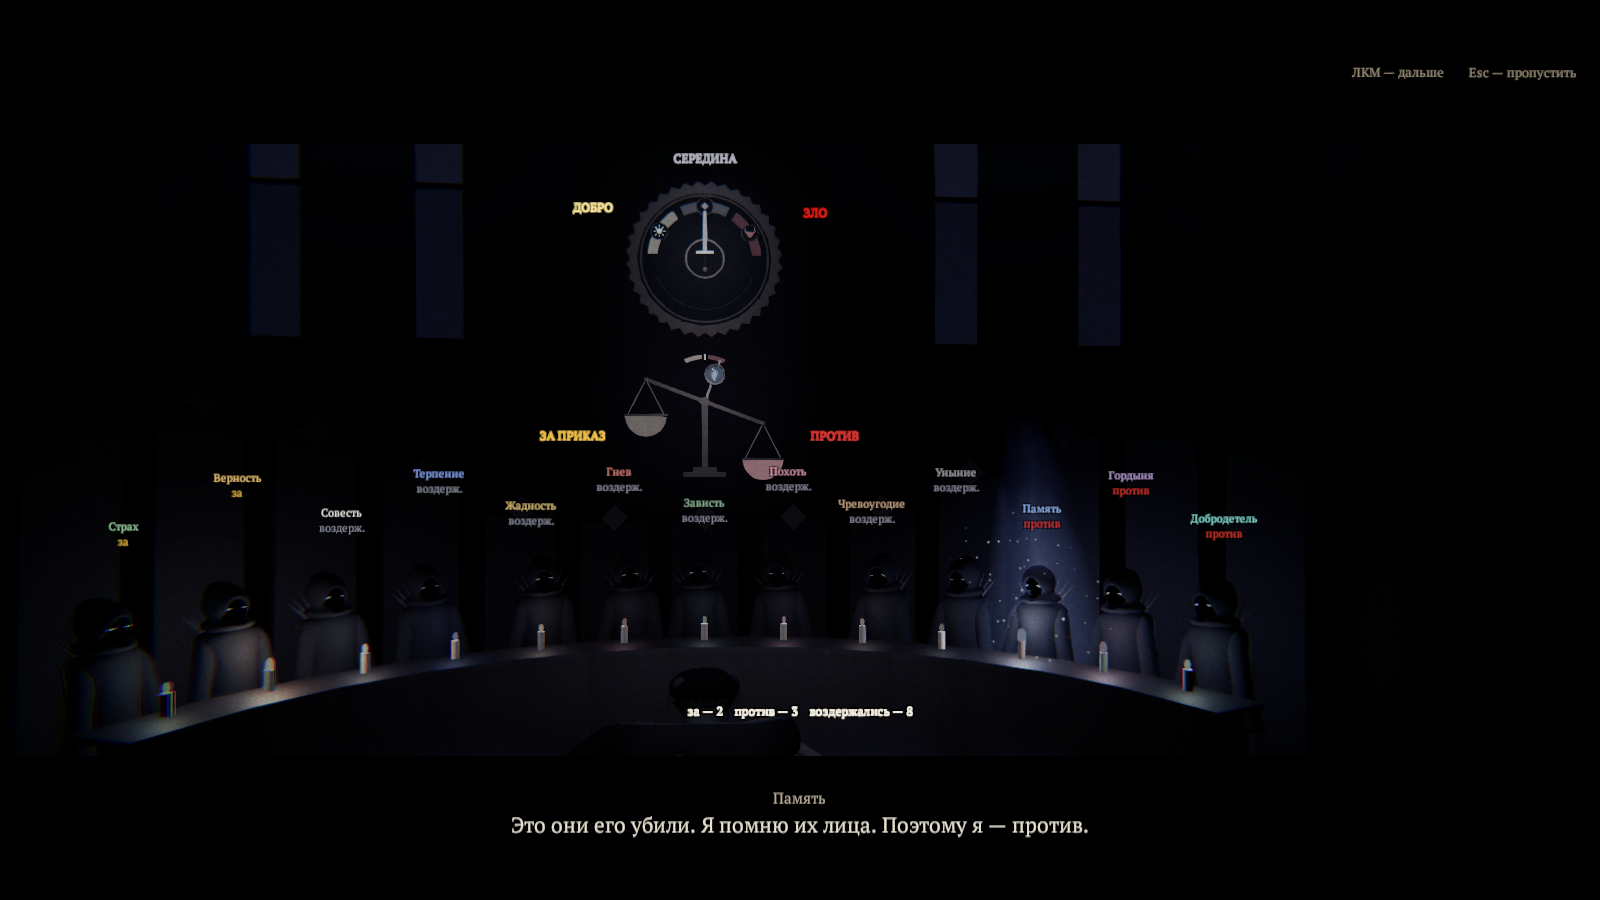 ЛКМ — дальше Esc — пропустить
СЕРЕДИНА
ДОБРО
ЗЛО
ЗА ПРИКАЗ
ПРОТИВ
Страх
за
Верность
за
Совесть
воздерж.
Терпение
воздерж.
Жадность
воздерж.
Гнев
воздерж.
Зависть
воздерж.
Похоть
воздерж.
Чревоугодие
воздерж.
Уныние
воздерж.
Память
против
Гордыня
против
Добродетель
против
за — 2 против — 3 воздержались — 8
Память
Это они его убили. Я помню их лица. Поэтому я — против.